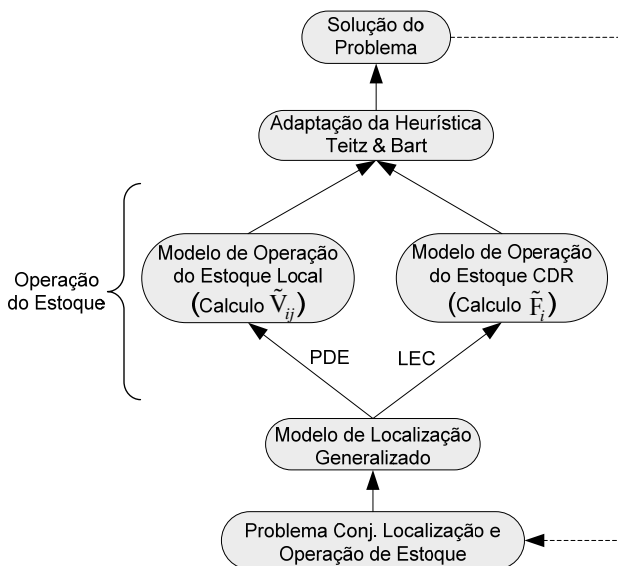 Solução do
Problema
Adaptação da Heurística
Teitz & Bart
Operação
do Estoque
Modelo de Operação
do Estoque Local
(Calculo Ṽij)
Modelo de Operação
do Estoque CDR
(Calculo F̃i)
PDE
LEC
Modelo de Localização
Generalizado
Problema Conj. Localização e
Operação de Estoque